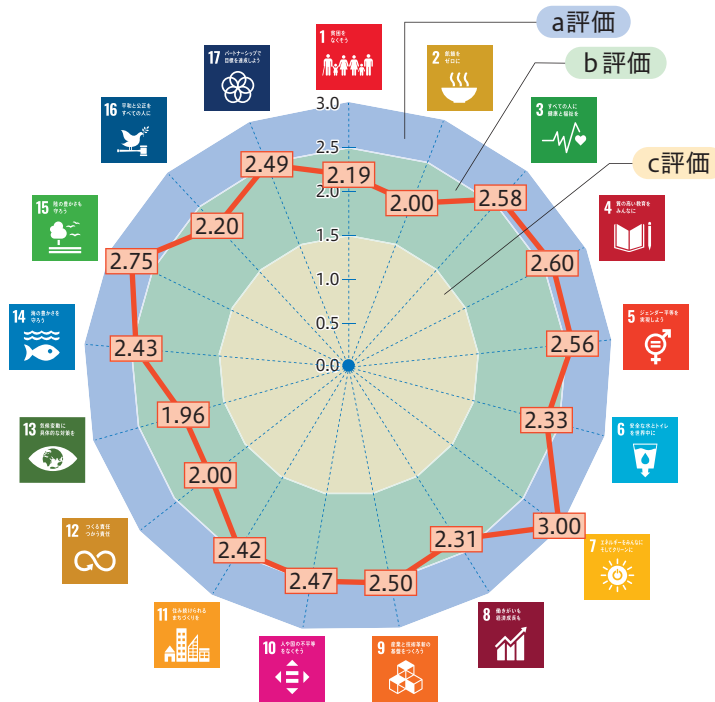 a評価
b評価
c評価
1 貧困を
なくそう
2 飢餓を
ゼロに
3 すべての人に
健康と福祉を
4 質の高い教育を
みんなに
5 ジェンダー平等を
実現しよう
6 安全な水とトイレ
を世界中に
7 エネルギーをみんなに
そしてクリーンに
8 働きがいも
経済成長も
9 産業と技術革新の
基盤をつくろう
10 人や国の不平等
をなくそう
11 住み続けられる
まちづくりを
12 つくる責任
つかう責任
13 気候変動に
具体的な対策を
14 海の豊かさを
守ろう
15 陸の豊かさも
守ろう
16 平和と公正を
すべての人に
17 パートナーシップで
目標を達成しよう
3.0
2.5
2.0
1.5
1.0
0.5
0.0
2.19
2.00
2.58
2.60
2.56
2.33
3.00
2.31
2.50
2.47
2.42
2.00
1.96
2.43
2.75
2.20
2.49